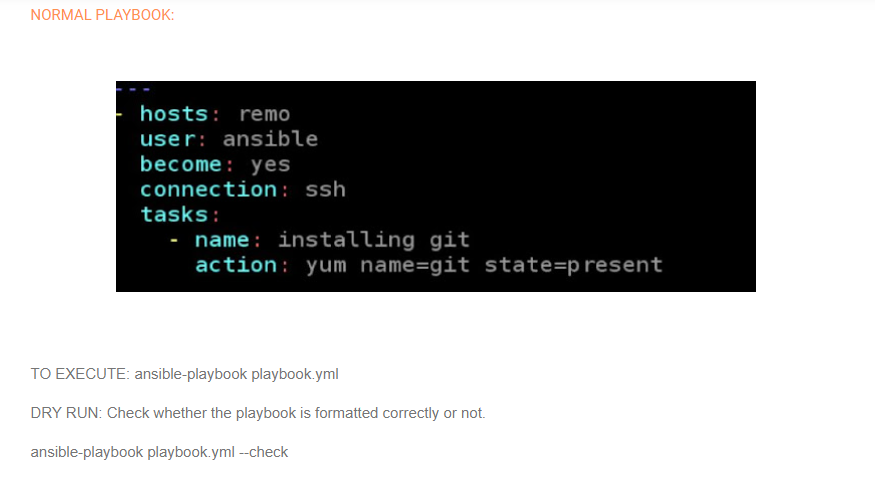 NORMAL PLAYBOOK:
---
- hosts: remo
user: ansible
become: yes
connection: ssh
tasks:
- name: installing git
action: yum name=git state=present
TO EXECUTE: ansible-playbook playbook.yml
DRY RUN: Check whether the playbook is formatted correctly or not.
ansible-playbook playbook.yml --check